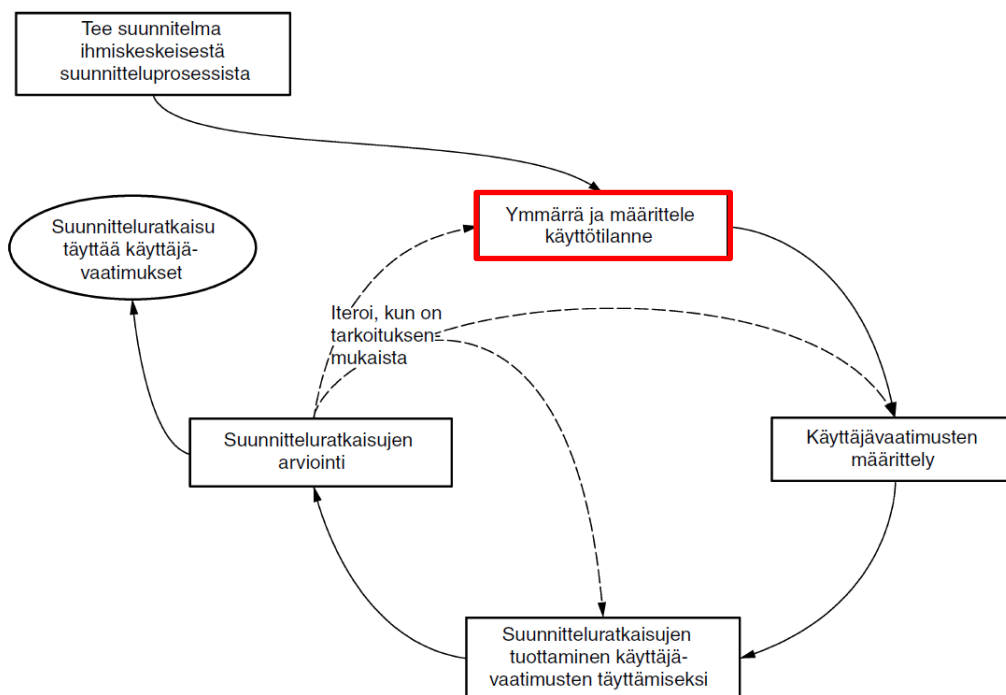 Tee suunnitelma
ihmiskeskeisestä
suunnitteluprosessista
Ymmärrä ja määrittele
käyttötilanne
Suunnitteluratkaisu
täyttää käyttäjä-
vaatimukset
Iteroi, kun on
tarkoituksen-
mukaista
Suunnitteluratkaisujen
arviointi
Käyttäjävaatimusten
määrittely
Suunnitteluratkaisujen
tuottaminen käyttäjä-
vaatimusten täyttämiseksi